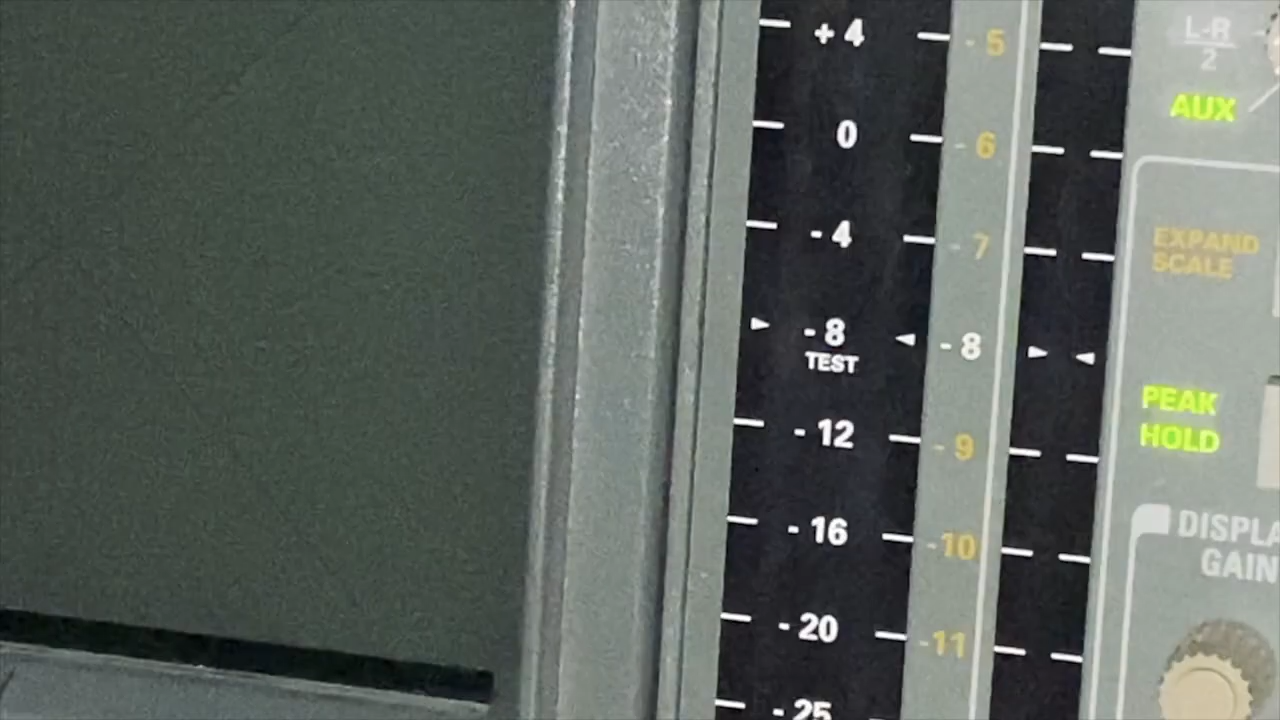 +4
0
- 4
- 8
TEST
- 12
- 16
- 20
- 25
- 5
- 6
- 7
- 8
- 9
-10
-11
L-R
2
AUX
EXPAND
SCALE
PEAK
HOLD
GAIN